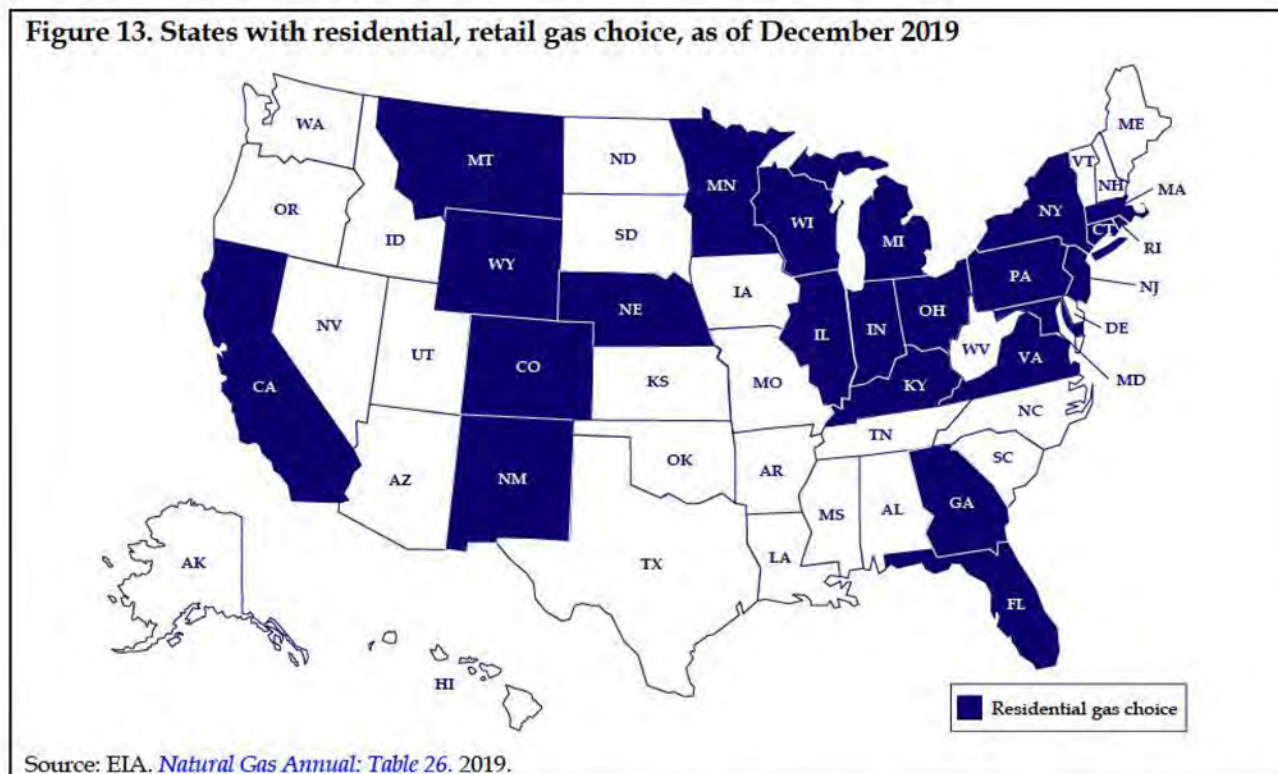 Figure 13. States with residential, retail gas choice, as of December 2019
WA
MT
ND
MN
ME
VT
NH
MA
OR
ID
SD
WI
MI
NY
CT
RI
WY
IA
PA
NJ
NE
NV
UT
CO
IL
IN
OH
DE
WV
VA
MD
CA
KS
MO
KY
NC
TN
AZ
NM
OK
AR
SC
MS
AL
GA
AK
TX
LA
FL
HI
Residential gas choice
Source: EIA. Natural Gas Annual: Table 26. 2019.